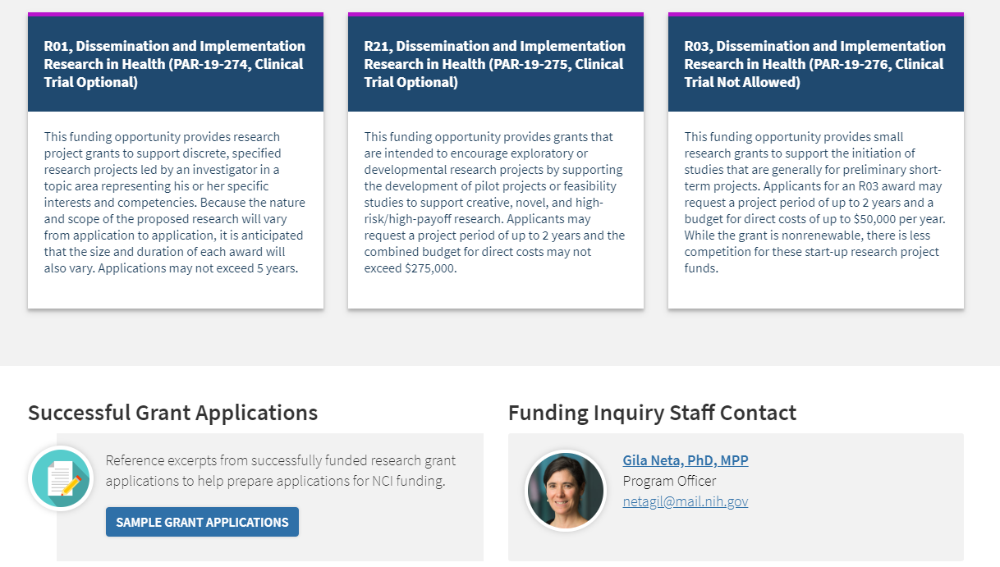 R01, Dissemination and Implementation
Research in Health (PAR-19-274, Clinical
Trial Optional)
This funding opportunity provides research
project grants to support discrete, specified
research projects led by an investigator in a
topic area representing his or her specific
interests and competencies. Because the nature
and scope of the proposed research will vary
from application to application, it is anticipated
that the size and duration of each award will
also vary. Applications may not exceed 5 years.
R21, Dissemination and Implementation
Research in Health (PAR-19-275, Clinical
Trial Optional)
This funding opportunity provides grants that
are intended to encourage exploratory or
developmental research projects by supporting
the development of pilot projects or feasibility
studies to support creative, novel, and high-
risk/high-payoff research. Applicants may
request a project period of up to 2 years and the
combined budget for direct costs may not
exceed $275,000.
R03, Dissemination and Implementation
Research in Health (PAR-19-276, Clinical
Trial Not Allowed)
This funding opportunity provides small
research grants to support the initiation of
studies that are generally for preliminary short-
term projects. Applicants for an R03 award may
request a project period of up to 2 years and a
budget for direct costs of up to $50,000 per year.
While the grant is nonrenewable, there is less
competition for these start-up research project
funds.
Successful Grant Applications
Reference excerpts from successfully funded research grant
applications to help prepare applications for NCI funding.
SAMPLE GRANT APPLICATIONS
Funding Inquiry Staff Contact
Gila Neta, PhD, MPP
Program Officer
netagil@mail.nih.gov